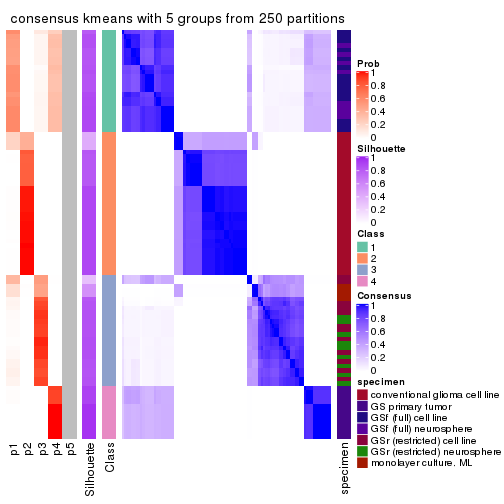 consensus kmeans with 5 groups from 250 partitions
Prob
1
0.8
0.6
0.4
0.2
0
Silhouette
1
0.8
0.6
0.4
0.2
0
Class
1
2
3
4
Consensus
1
0.8
0.6
0.4
0.2
0
specimen
conventional glioma cell line
GS primary tumor
GSf (full) cell line
GSf (full) neurosphere
GSr (restricted) cell line
GSr (restricted) neurosphere
monolayer culture. ML
p1
p2
p3
p4
p5
Silhouette
Class
specimen